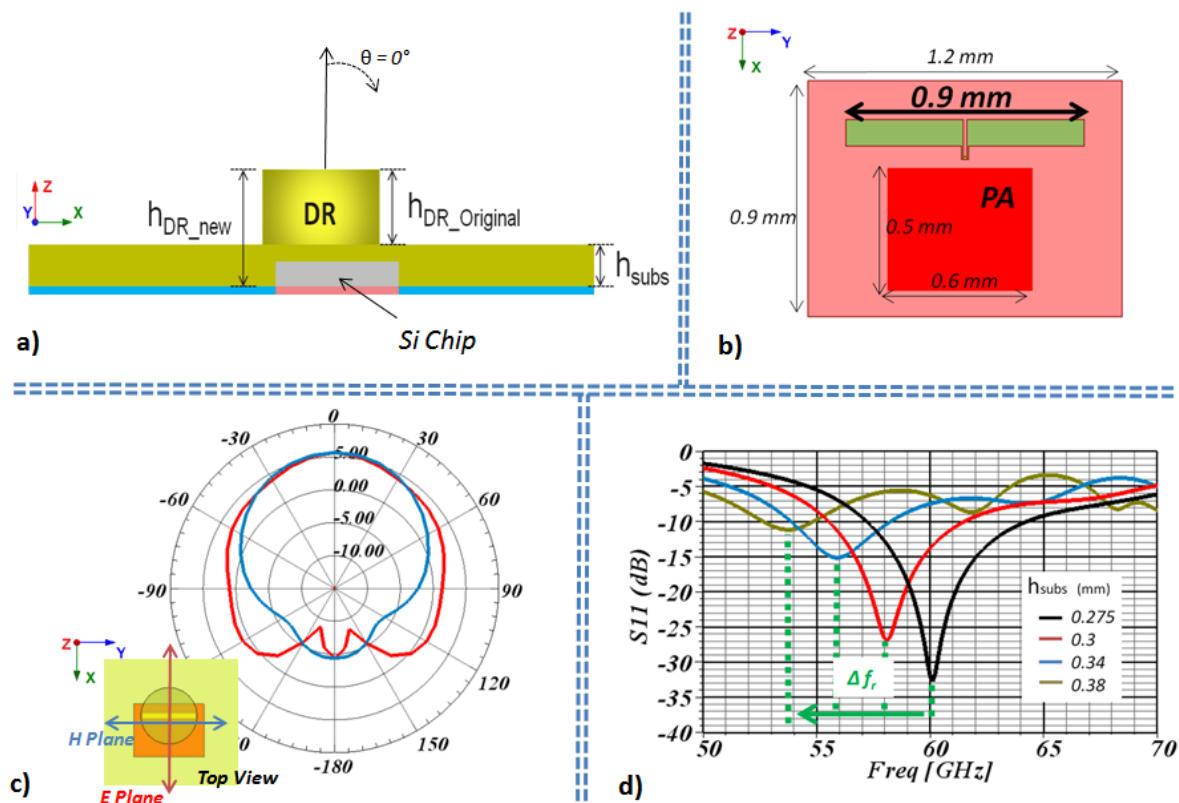 θ = 0°
Z
Y
X
h_DR_new
DR
h_DR_Original
h_subs
Si Chip
a)
Z
Y
X
1.2 mm
0.9 mm
0.9 mm
PA
0.5 mm
0.6 mm
b)
0
-30
30
5.00
-60
0.00
60
-5.00
-10.00
-90
90
120
150
-180
Z
Y
X
H Plane
E Plane
Top View
c)
0
-5
-10
-15
-20
-25
-30
-35
-40
S11 (dB)
50
55
60
65
70
Freq [GHz]
hsubs (mm)
0.275
0.3
0.34
0.38
Δ fr
d)